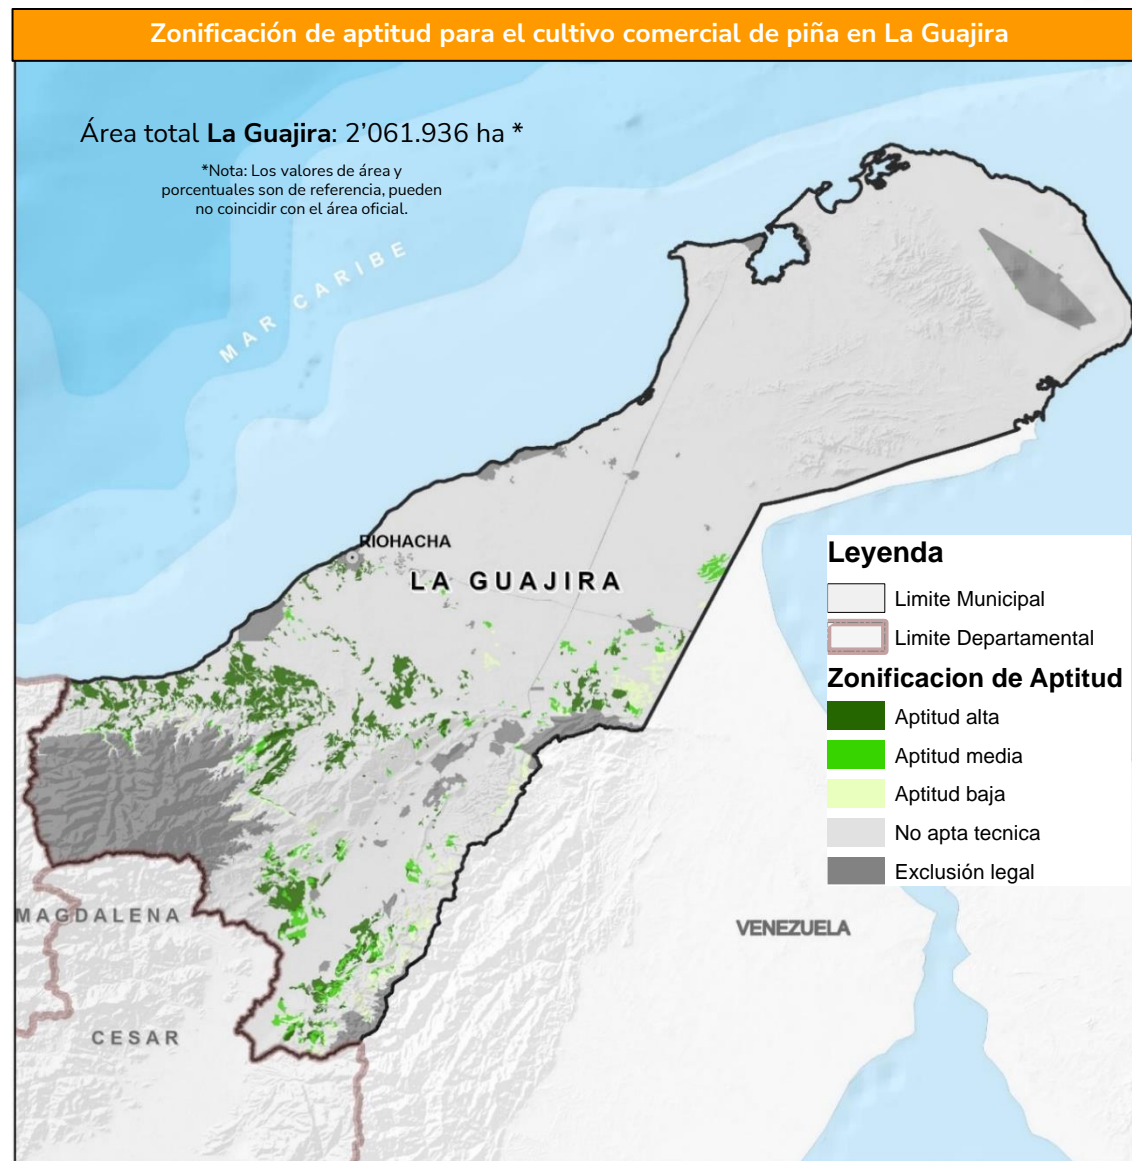 Zonificación de aptitud para el cultivo comercial de piña en La Guajira
Área total La Guajira: 2’061.936 ha *
*Nota: Los valores de área y
porcentuales son de referencia, pueden
no coincidir con el área oficial.
MAR CARIBE
RIOHACHA
LA GUAJIRA
Leyenda
Limite Municipal
Limite Departamental
Zonificacion de Aptitud
Aptitud alta
Aptitud media
Aptitud baja
No apta tecnica
Exclusión legal
MAGDALENA
VENEZUELA
CESAR